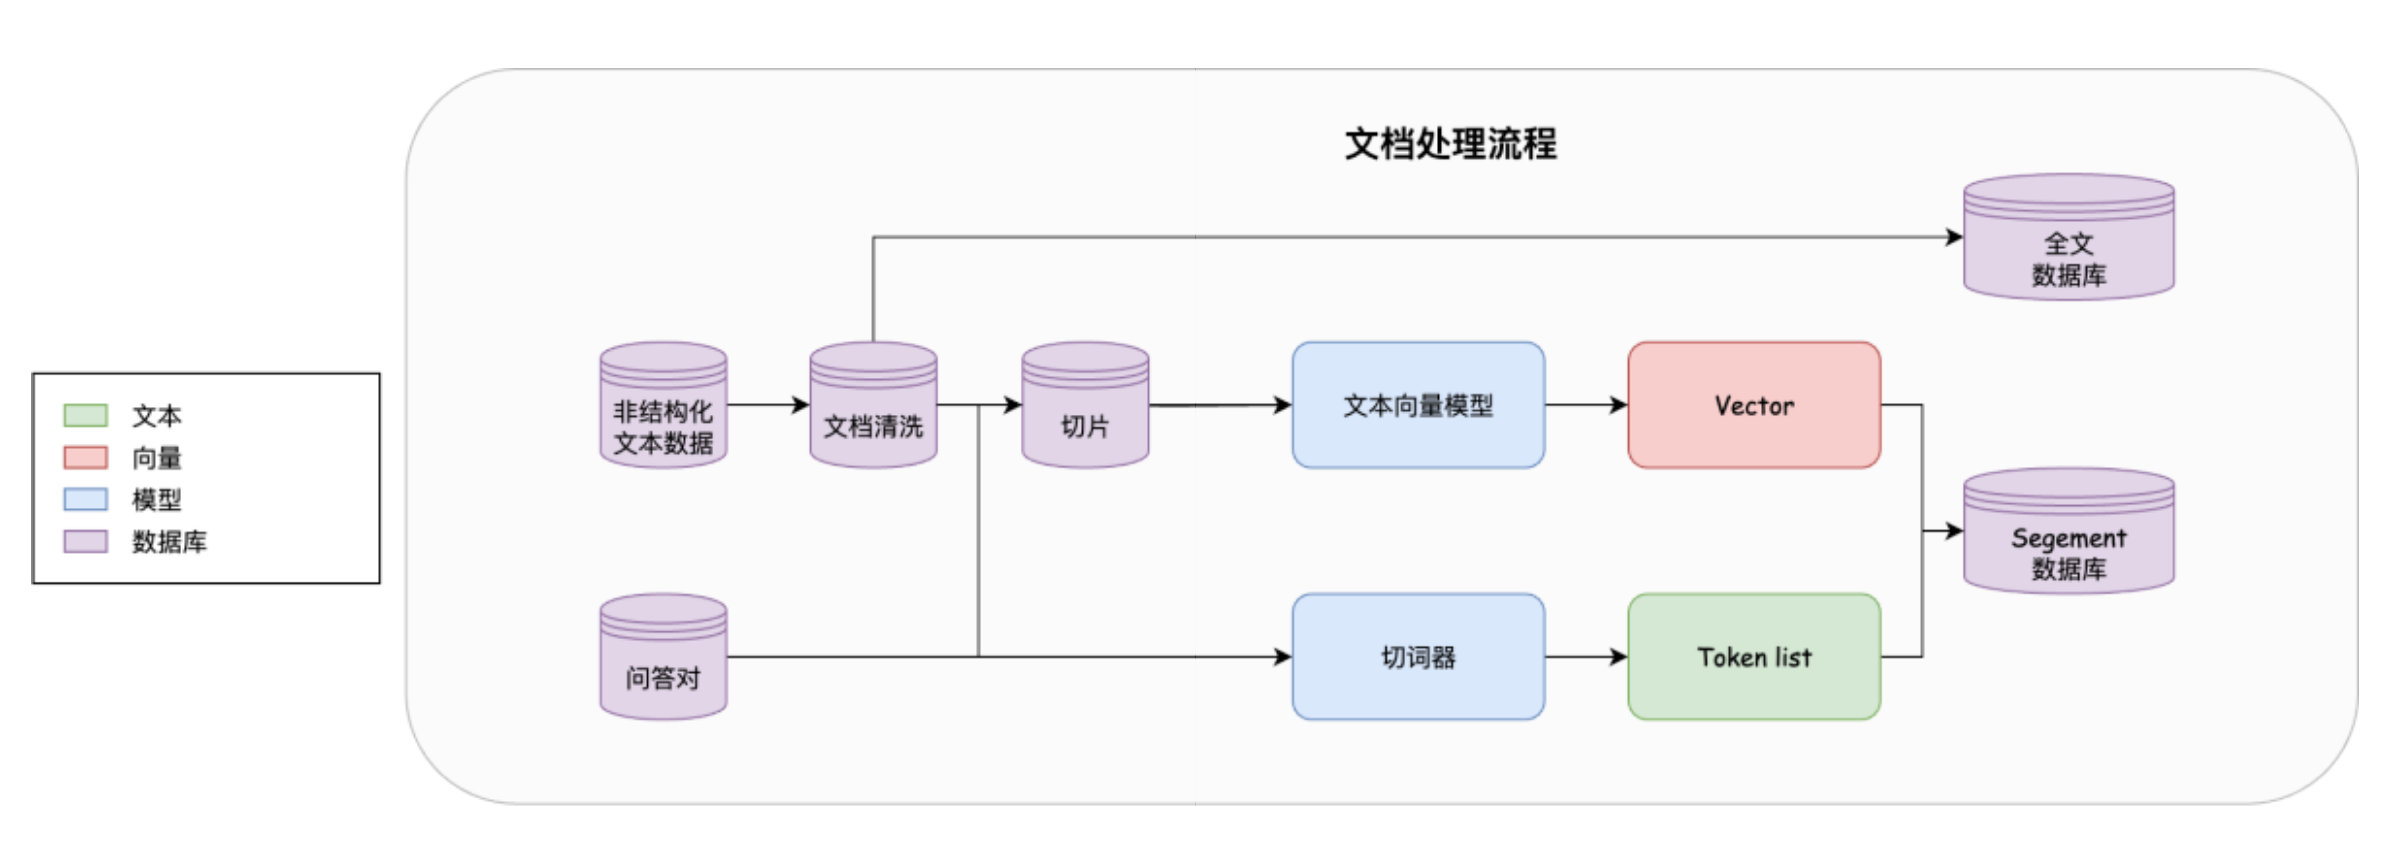 文档处理流程
全文
数据库
非结构化
文本数据
文档清洗
切片
文本向量模型
Vector
文本
向量
模型
数据库
Segement
数据库
问答对
切词器
Token list